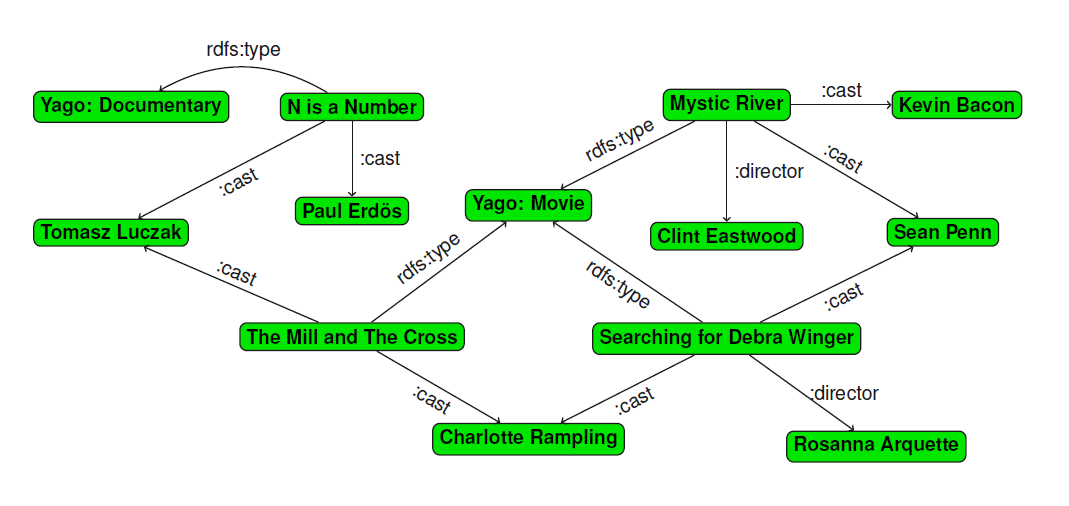 rdfs:type
Yago: Documentary
N is a Number
Mystic River
:cast
Kevin Bacon
rdfs:type
:cast
:cast
:cast
:director
Yago: Movie
Paul Erdös
Tomasz Luczak
Clint Eastwood
Sean Penn
:cast
rdfs:type
rdfs:type
:cast
The Mill and The Cross
Searching for Debra Winger
:cast
:cast
:director
Charlotte Rampling
Rosanna Arquette